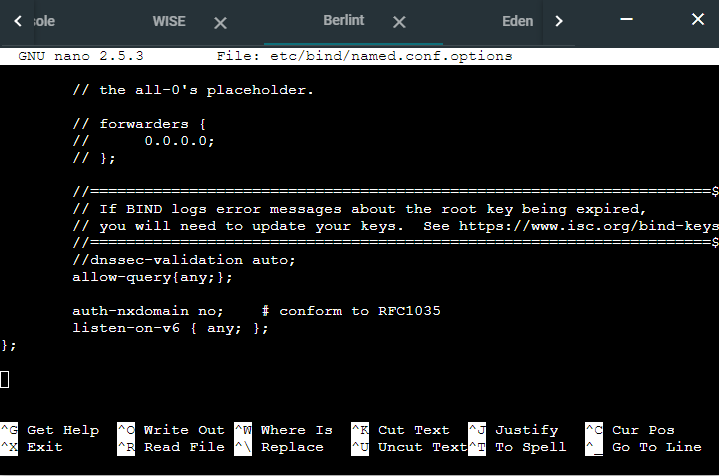 sole WISE Berlint Eden
GNU nano 2.5.3 File: etc/bind/named.conf.options
// the all-0's placeholder.
// forwarders {
// 0.0.0.0;
// };
//=====================================================================$
// If BIND logs error messages about the root key being expired,
// you will need to update your keys. See https://www.isc.org/bind-keys
//=====================================================================$
//dnssec-validation auto;
allow-query{any;};
auth-nxdomain no; # conform to RFC1035
listen-on-v6 { any; };
};
^G Get Help ^O Write Out ^W Where Is ^K Cut Text ^J Justify ^C Cur Pos
^X Exit ^R Read File ^\ Replace ^U Uncut Text ^T To Spell ^_ Go To Line